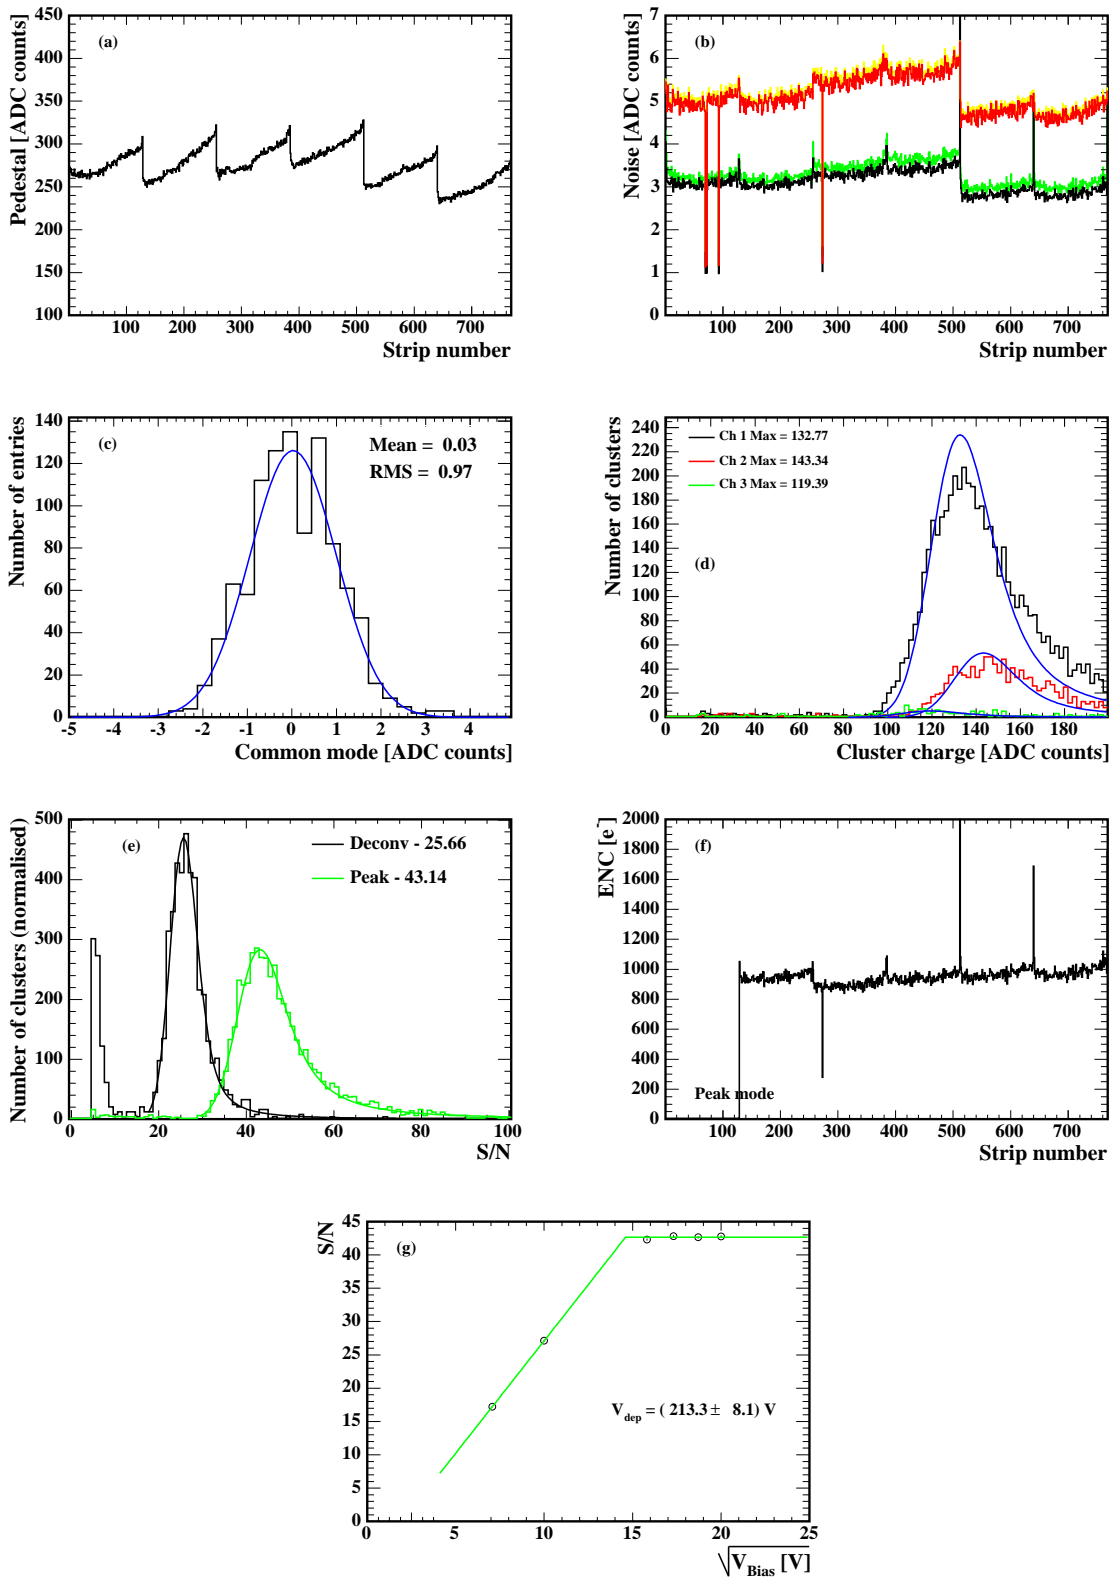 Pedestal [ADC counts]
(a)
450
400
350
300
250
200
150
100
100 200 300 400 500 600 700
Strip number
Noise [ADC counts]
(b)
7
6
5
4
3
2
1
0
100 200 300 400 500 600 700
Strip number
Number of entries
(c)
Mean = 0.03
RMS = 0.97
140
120
100
80
60
40
20
0
-5 -4 -3 -2 -1 0 1 2 3 4
Common mode [ADC counts]
Number of clusters
Ch 1 Max = 132.77
Ch 2 Max = 143.34
Ch 3 Max = 119.39
(d)
240
220
200
180
160
140
120
100
80
60
40
20
0
0 20 40 60 80 100 120 140 160 180
Cluster charge [ADC counts]
Number of clusters (normalised)
(e)
Deconv - 25.66
Peak - 43.14
500
400
300
200
100
0
0 20 40 60 80 100
S/N
ENC [e-]
(f)
2000
1800
1600
1400
1200
1000
800
600
400
200
0
Peak mode
100 200 300 400 500 600 700
Strip number
S/N
(g)
45
40
35
30
25
20
15
10
5
0
Vdep = ( 213.3 ± 8.1) V
0 5 10 15 20 25
√VBias [V]